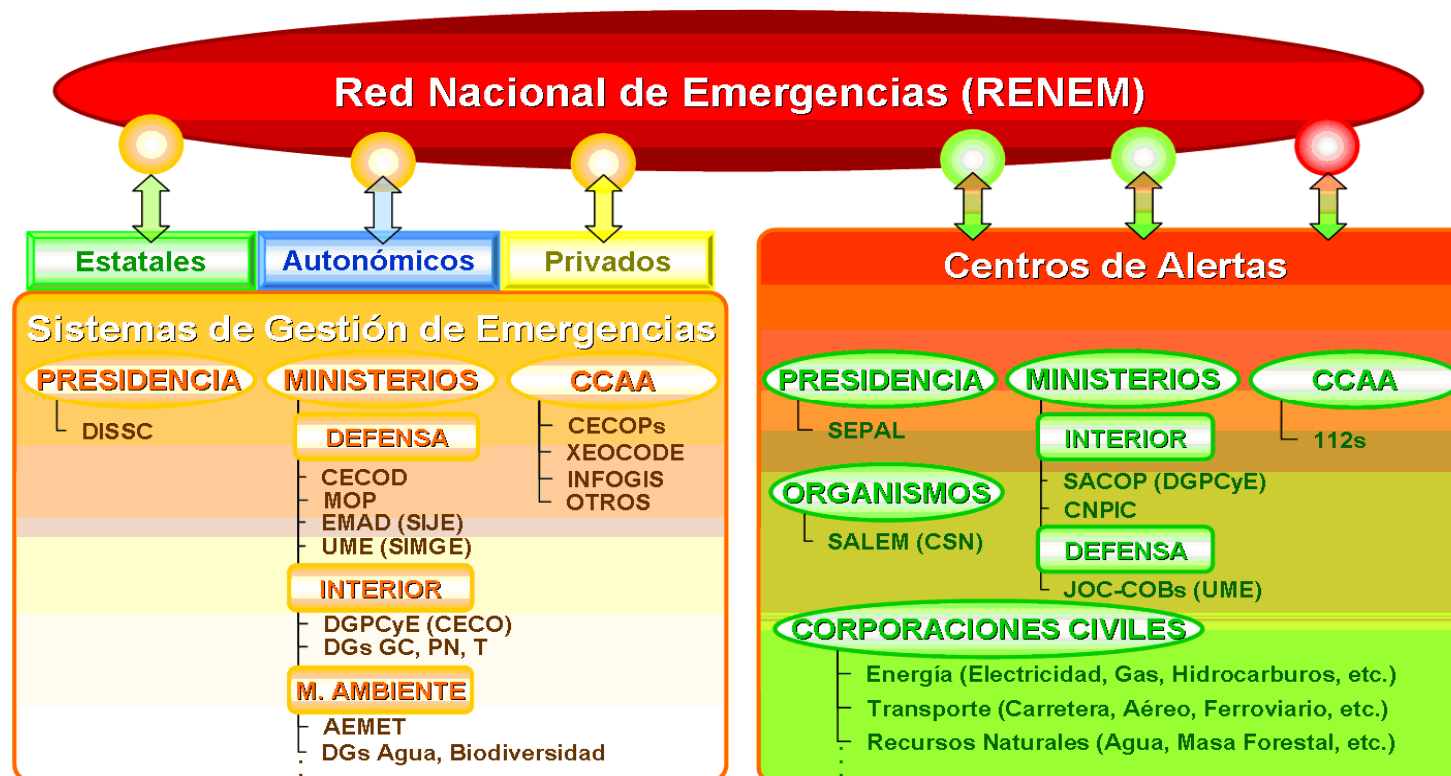 Red Nacional de Emergencias (RENEM)
Estatales
Autonómicos
Privados
Sistemas de Gestión de Emergencias
PRESIDENCIA
DISSC
MINISTERIOS
DEFENSA
CECOD
MOP
EMAD (SIJE)
UME (SIMGE)
INTERIOR
DGPCyE (CECO)
DGs GC, PN, T
M. AMBIENTE
AEMET
DGs Agua, Biodiversidad
CCAA
CECOPs
XEOCODE
INFOGIS
OTROS
Centros de Alertas
PRESIDENCIA
SEPAL
ORGANISMOS
SALEM (CSN)
MINISTERIOS
INTERIOR
SACOP (DGPCyE)
CNPIC
DEFENSA
JOC-COBs (UME)
CCAA
112s
CORPORACIONES CIVILES
Energía (Electricidad, Gas, Hidrocarburos, etc.)
Transporte (Carretera, Aéreo, Ferroviario, etc.)
Recursos Naturales (Agua, Masa Forestal, etc.)